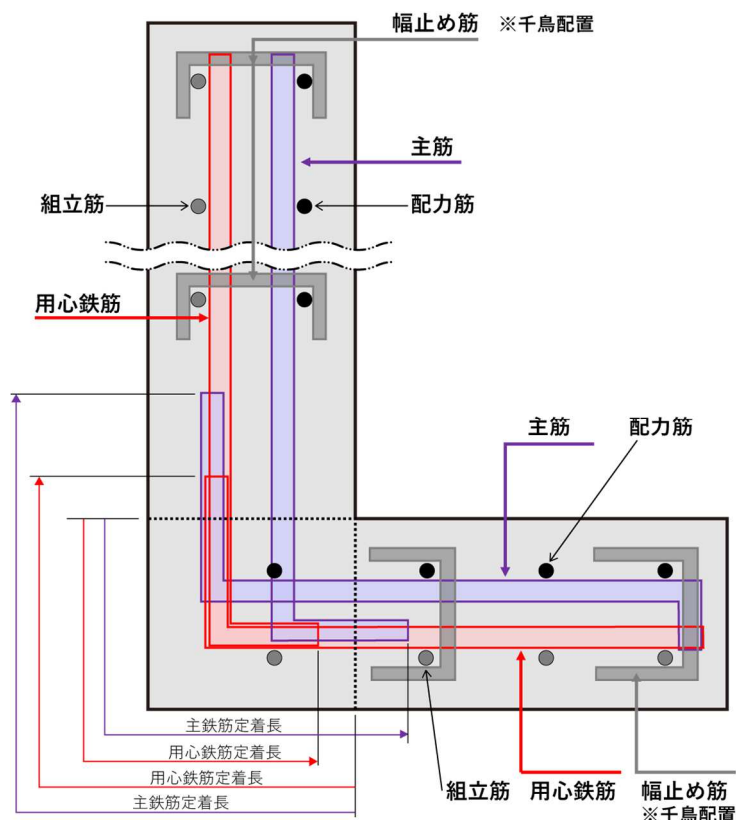 幅止め筋 ※千鳥配置
主筋
組立筋
配力筋
用心鉄筋
主筋
配力筋
主鉄筋定着長
用心鉄筋定着長
用心鉄筋定着長
主鉄筋定着長
組立筋
用心鉄筋
幅止め筋
※千鳥配置